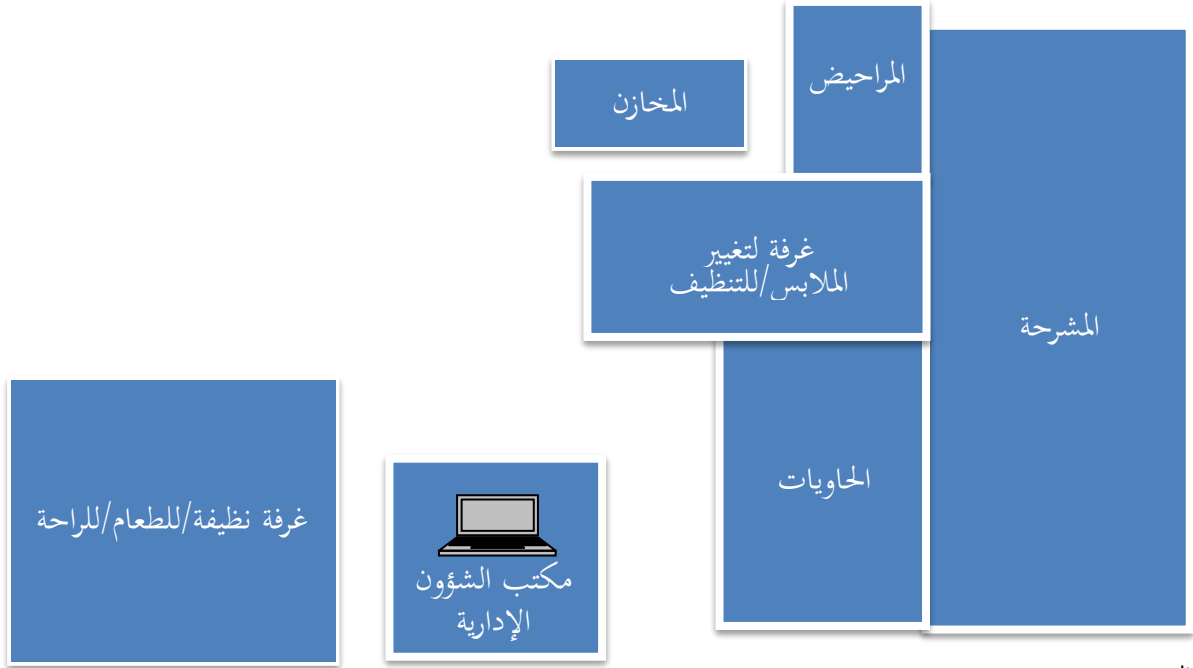 المراحيض
المخازن
غرفة لتغيير
الملابس/للتنظيف
المشرحة
الحاويات
غرفة نظيفة/للطعام/للراحة
مكتب الشؤون
الإدارية